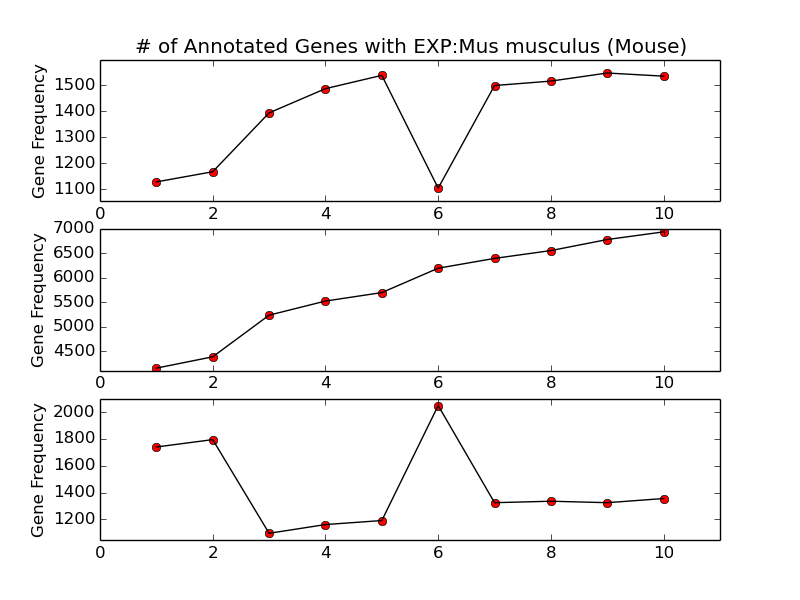 # of Annotated Genes with EXP:Mus musculus (Mouse)
Gene Frequency
1500
1400
1300
1200
1100
0 2 4 6 8 10
Gene Frequency
7000
6500
6000
5500
5000
4500
0 2 4 6 8 10
Gene Frequency
2000
1800
1600
1400
1200
0 2 4 6 8 10